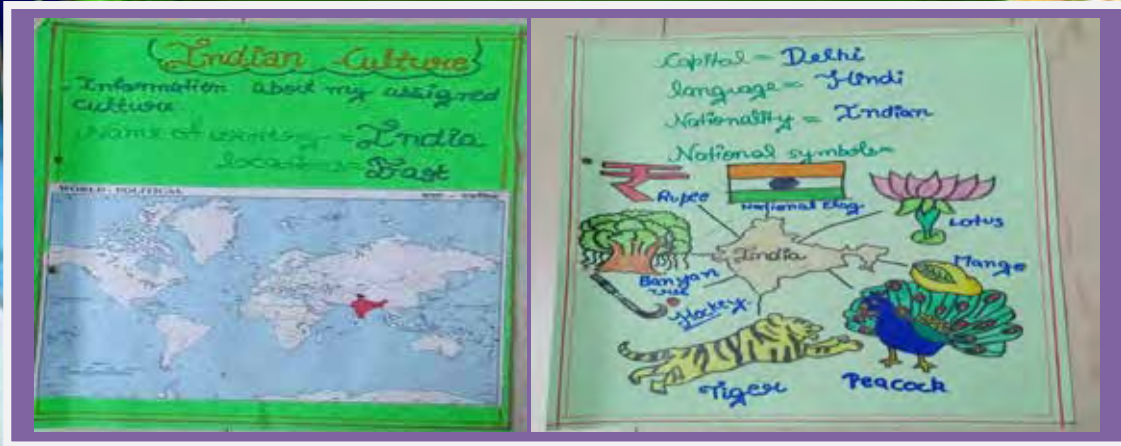 Indian Culture
Information about my assigned
culture
Name of country = India
location = East
WORLD - POLITICAL
Capital = Delhi
language = Hindi
Nationality = Indian
National symbols =
Rupee
National Flag
Lotus
India
Mango
Banyan
tree
Hockey
Tiger
Peacock